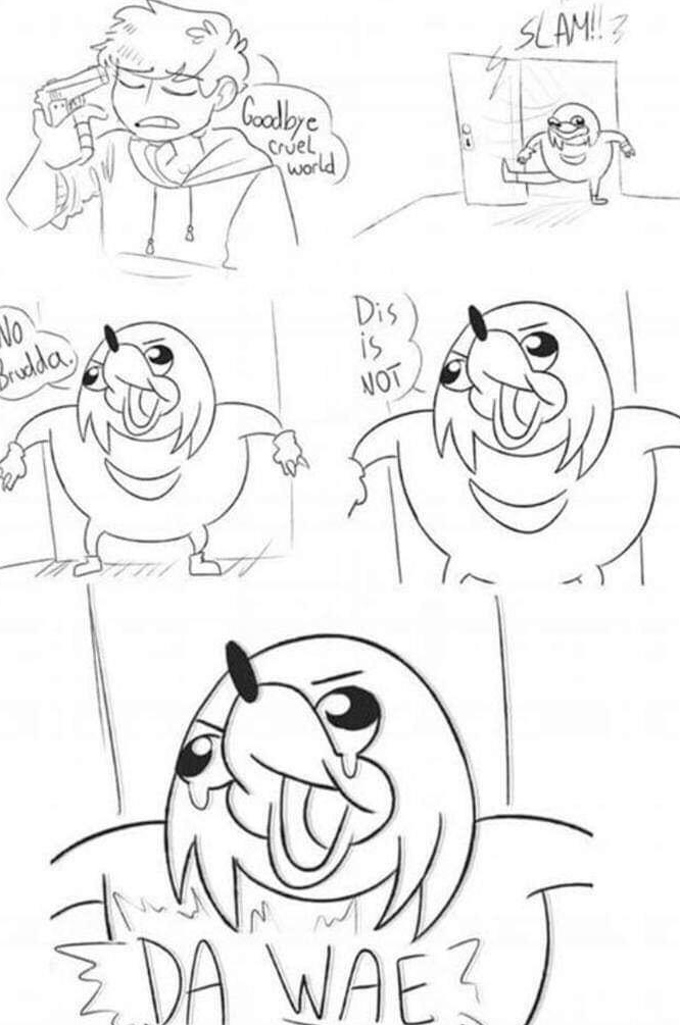 Goodbye
cruel
world
SLAM!!
No
Brudda.
Dis
is
NOT
DA WAE